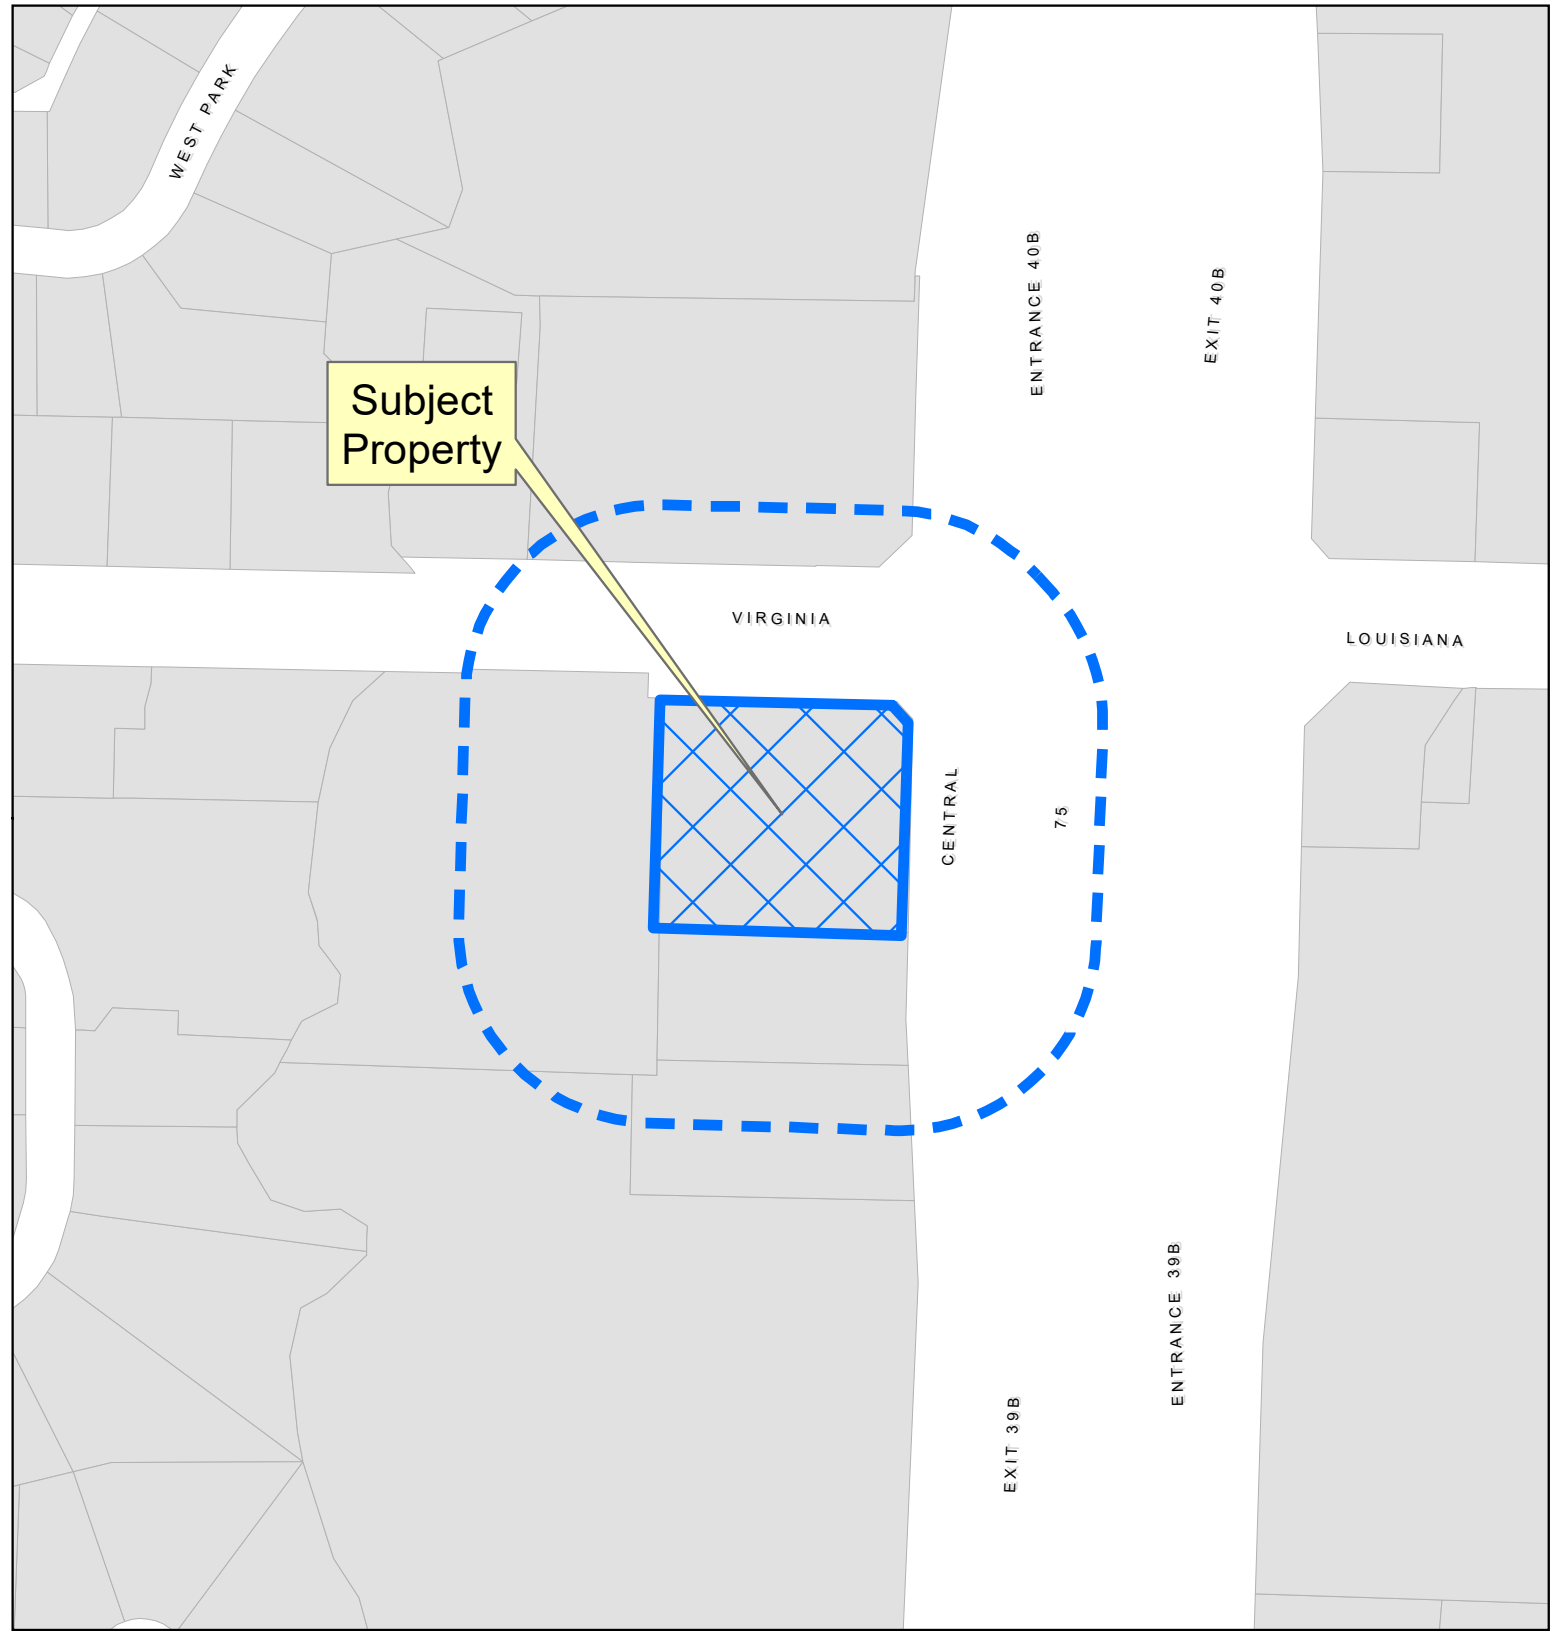 WEST PARK
ENTRANCE 40B
EXIT 40B
Subject
Property
VIRGINIA
LOUISIANA
CENTRAL
75
ENTRANCE 39B
EXIT 39B